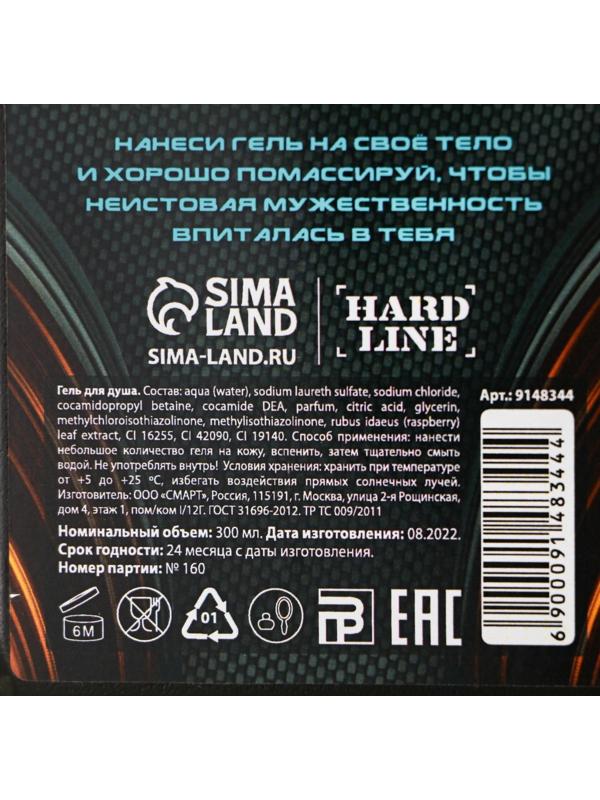 НАНЕСИ ГЕЛЬ НА СВОЁ ТЕЛО
И ХОРОШО ПОМАССИРУЙ, ЧТОБЫ
НЕИСТОВАЯ МУЖЕСТВЕННОСТЬ
ВПИТАЛАСЬ В ТЕБЯ
SIMA
LAND
SIMA-LAND.RU
HARD
LINE
Гель для душа. Состав: aqua (water), sodium laureth sulfate, sodium chloride,
cocamidopropyl betaine, cocamide DEA, parfum, citric acid, glycerin,
methylchloroisothiazolinone, methylisothiazolinone, rubus idaeus (raspberry)
leaf extract, CI 16255, CI 42090, CI 19140. Способ применения: нанести
небольшое количество геля на кожу, вспенить, затем тщательно смыть
водой. Не употреблять внутрь! Условия хранения: хранить при температуре
от +5 до +25 °С, избегать воздействия прямых солнечных лучей.
Изготовитель: ООО «СМАРТ», Россия, 115191, г. Москва, улица 2-я Рощинская,
дом 4, этаж 1, пом/ком I/12Г. ГОСТ 31696-2012. ТР ТС 009/2011
Номинальный объем: 300 мл. Дата изготовления: 08.2022.
Срок годности: 24 месяца с даты изготовления.
Номер партии: № 160
Арт.: 9148344
6 900091 483444
6М
01
EAC